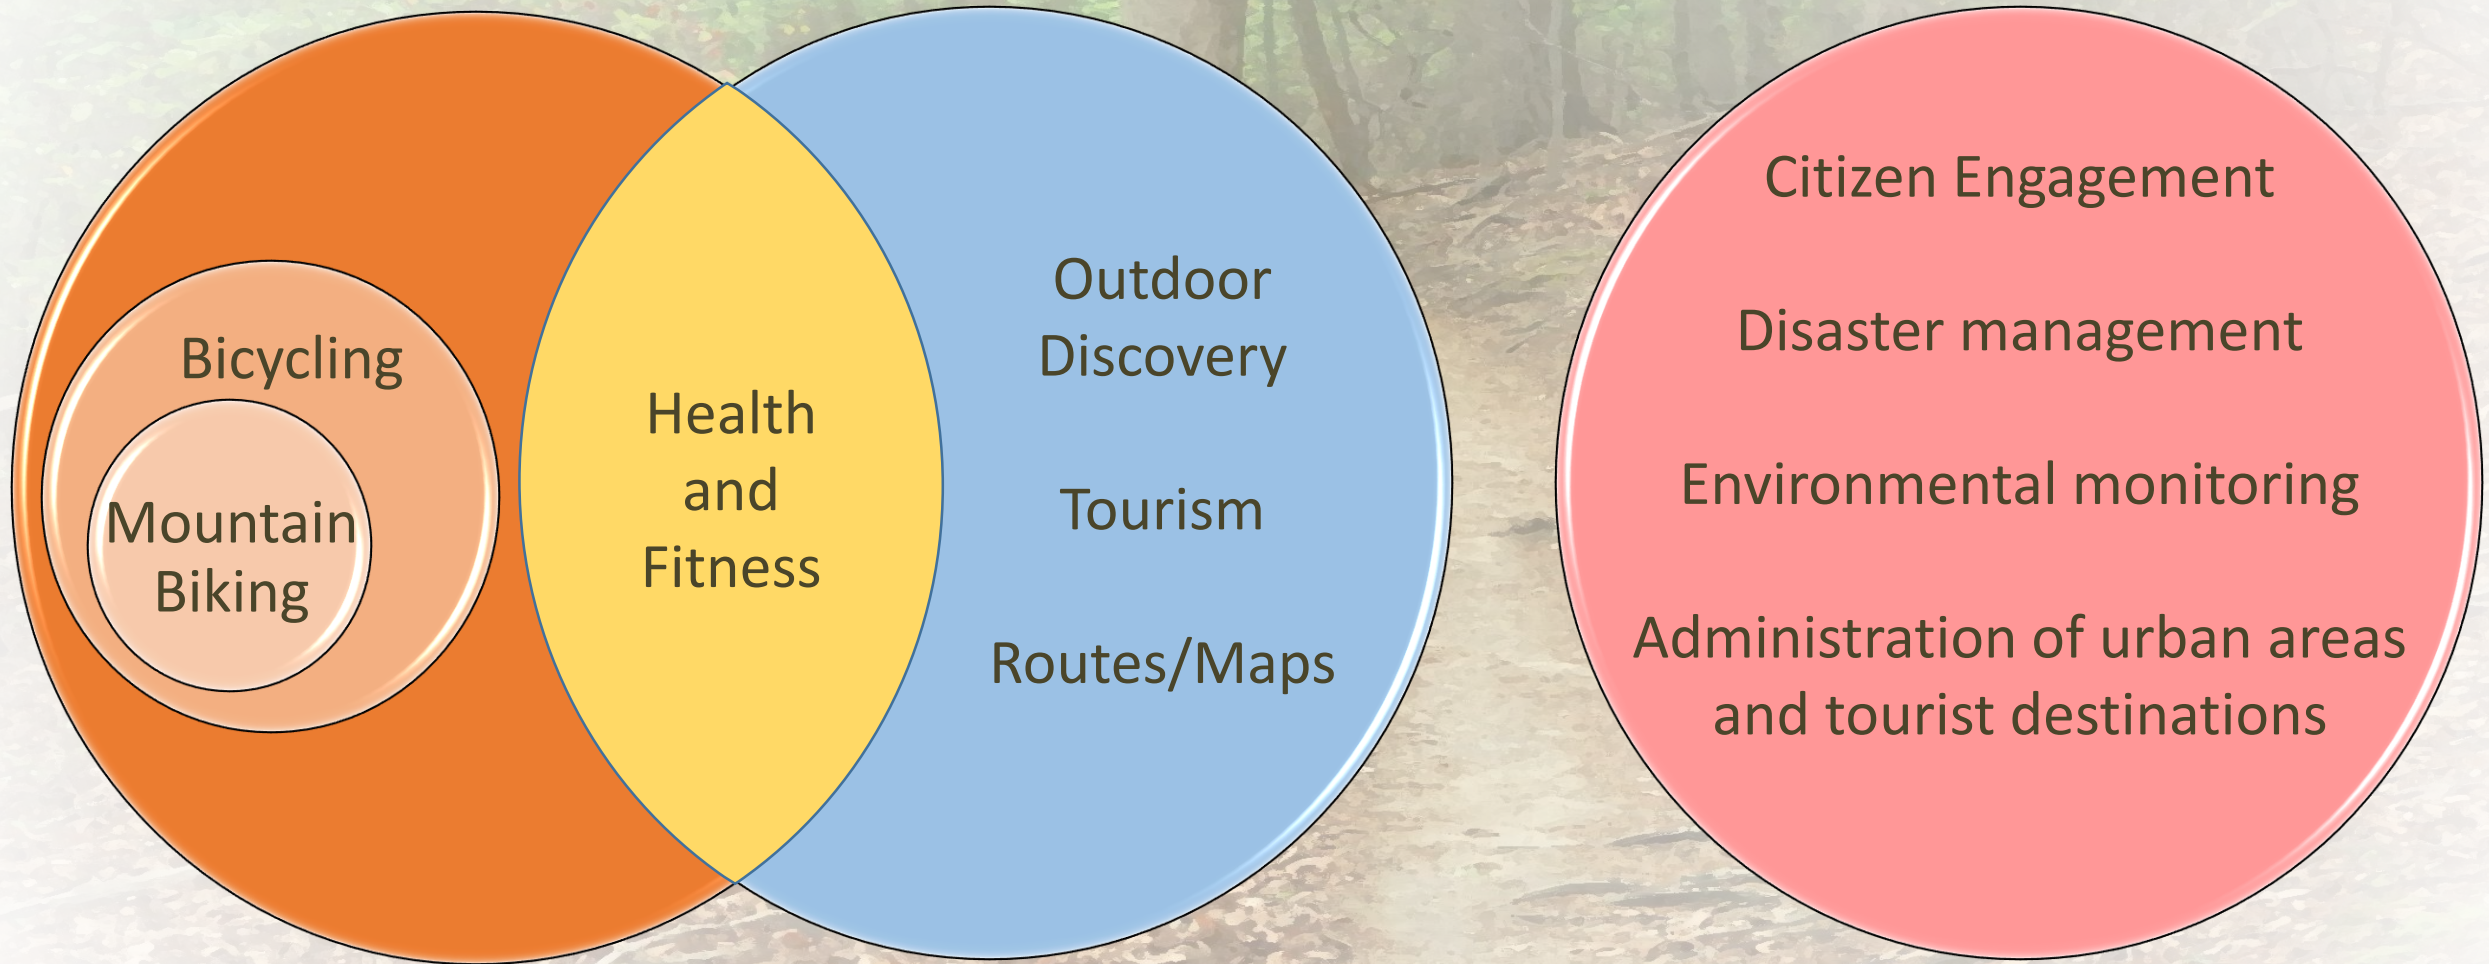 Bicycling
Mountain
Biking
Health
and
Fitness
Outdoor
Discovery
Tourism
Routes/Maps
Citizen Engagement
Disaster management
Environmental monitoring
Administration of urban areas
and tourist destinations